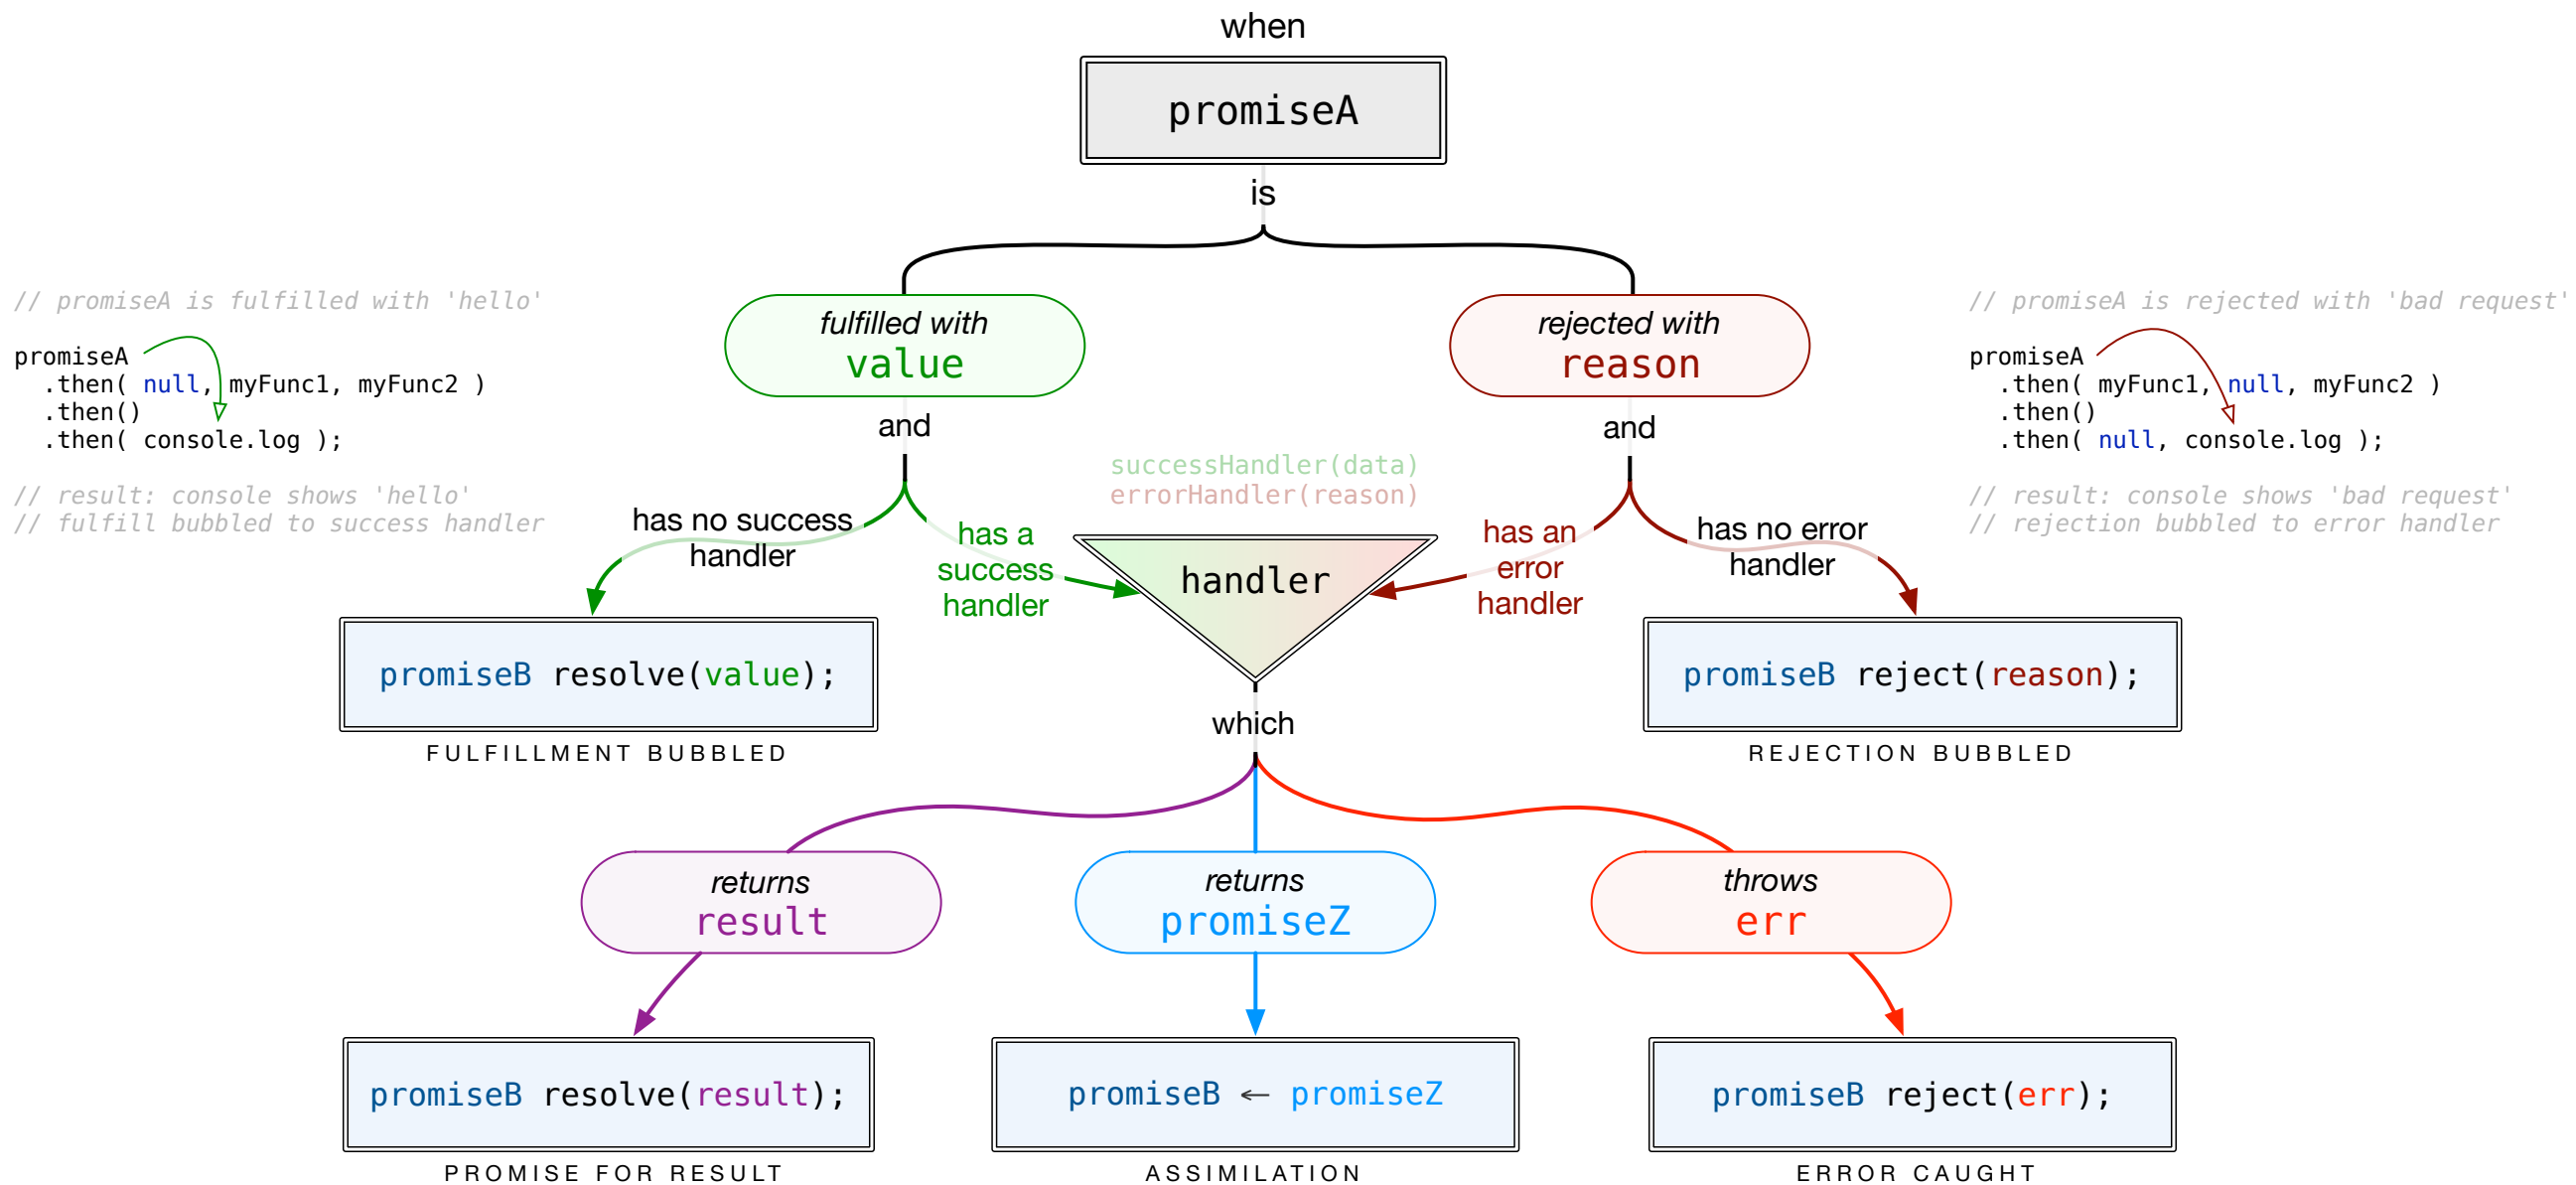 when
promiseA
is
// promiseA is fulfilled with 'hello'
promiseA
.then( null, myFunc1, myFunc2 )
.then()
.then( console.log );
// result: console shows 'hello'
// fulfill bubbled to success handler
fulfilled with
value
and
rejected with
reason
and
// promiseA is rejected with 'bad request'
promiseA
.then( myFunc1, null, myFunc2 )
.then()
.then( null, console.log );
// result: console shows 'bad request'
// rejection bubbled to error handler
successHandler(data)
errorHandler(reason)
has no success
handler
has a
success
handler
handler
has an
error
handler
has no error
handler
promiseB resolve(value);
FULFILLMENT BUBBLED
which
promiseB reject(reason);
REJECTION BUBBLED
returns
result
returns
promiseZ
throws
err
promiseB resolve(result);
PROMISE FOR RESULT
promiseB ← promiseZ
ASSIMILATION
promiseB reject(err);
ERROR CAUGHT